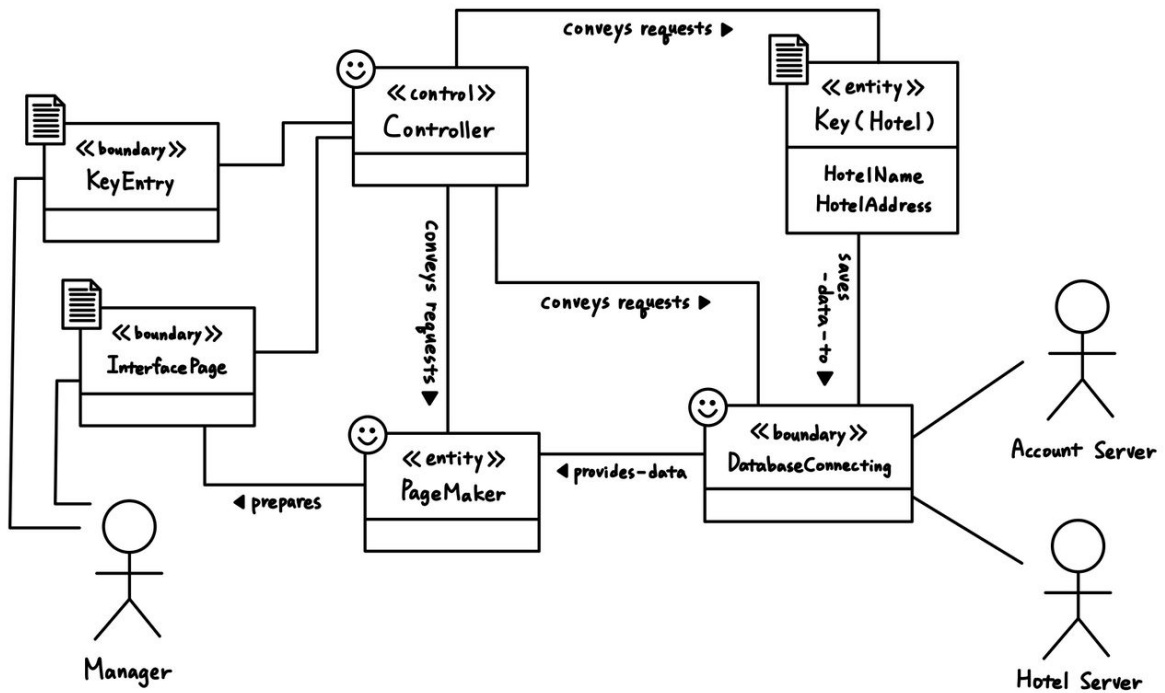 conveys requests ▶
<<control>>
Controller
<<entity>>
Key(Hotel)
HotelName
HotelAddress
<<boundary>>
KeyEntry
<<boundary>>
InterfacePage
Conveys requests ▶
conveys requests ▶
saves
-data-to ▶
<<entity>>
PageMaker
◀ prepares
◀ provides-data
<<boundary>>
DatabaseConnecting
Account Server
Manager
Hotel Server